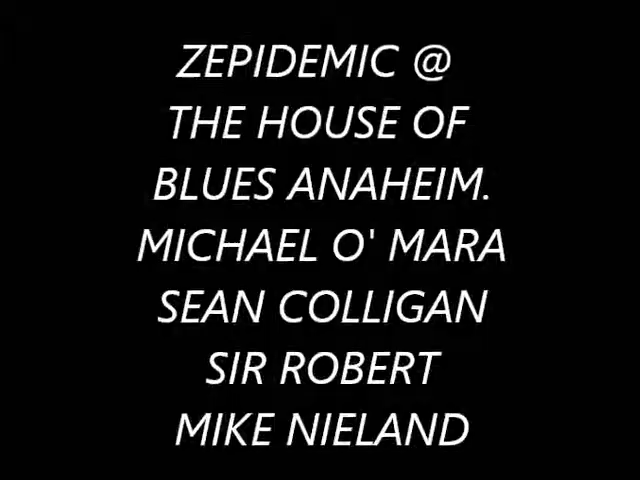 ZEPIDEMIC @
THE HOUSE OF
BLUES ANAHEIM.
MICHAEL O' MARA
SEAN COLLIGAN
SIR ROBERT
MIKE NIELAND